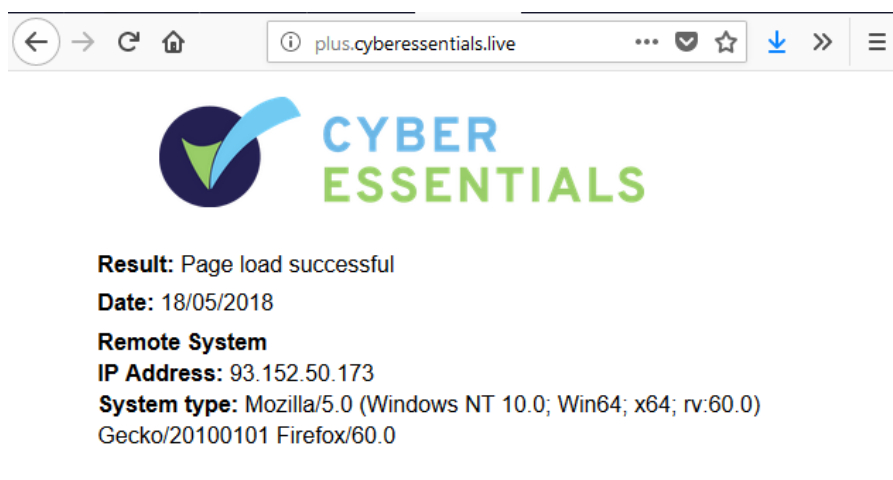 plus.cyberessentials.live
CYBER
ESSENTIALS
Result: Page load successful
Date: 18/05/2018
Remote System
IP Address: 93.152.50.173
System type: Mozilla/5.0 (Windows NT 10.0; Win64; x64; rv:60.0)
Gecko/20100101 Firefox/60.0